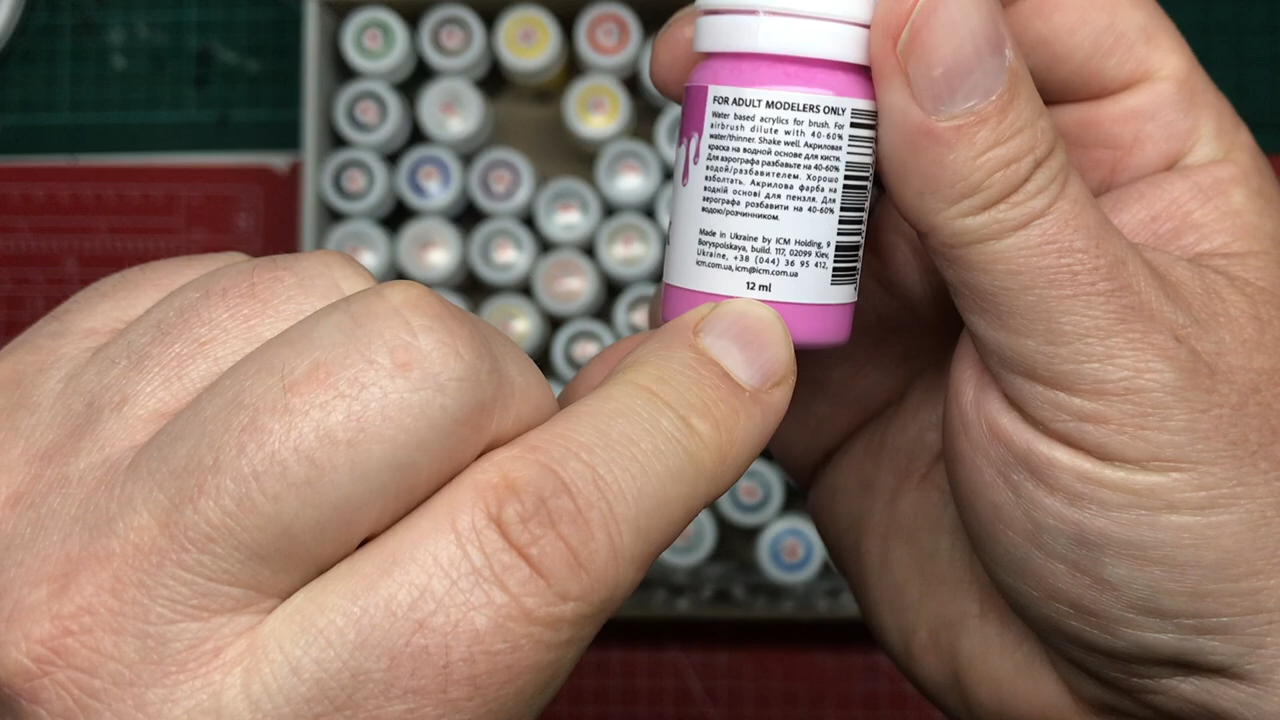 FOR ADULT MODELERS ONLY
Water based acrylics for brush. For
airbrush dilute with 40-60%
water/thinner. Shake well. Акриловая
краска на водной основе для кисти.
Для аэрографа разбавьте на 40-60%
водой/разбавителем. Хорошо
взболтать. Акрилова фарба на
водній основі для пензля. Для
аерографа розбавити на 40-60%
водою/розчинником.
Made in Ukraine by ICM Holding, 9
Boryspolskaya, build. 117, 02099 Kiev,
Ukraine, +38 (044) 36 95 412,
icm.com.ua, icm@icm.com.ua
12 ml